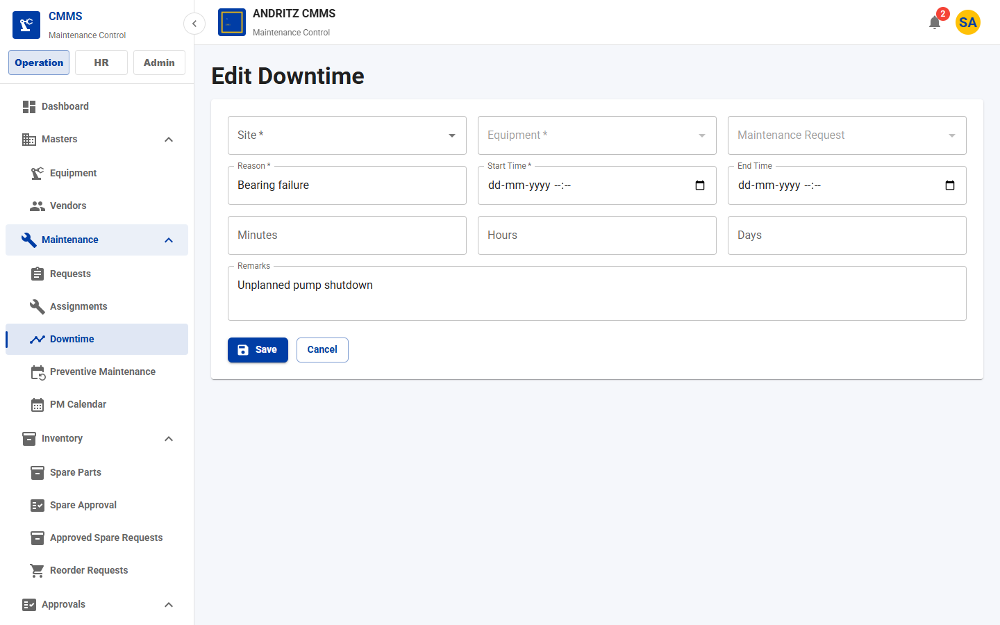 CMMS
Maintenance Control
Operation
HR
Admin
Dashboard
Masters
Equipment
Vendors
Maintenance
Requests
Assignments
Downtime
Preventive Maintenance
PM Calendar
Inventory
Spare Parts
Spare Approval
Approved Spare Requests
Reorder Requests
Approvals
ANDRITZ CMMS
Maintenance Control
2
SA
Edit Downtime
Site *
Equipment *
Maintenance Request
Reason *
Bearing failure
Start Time *
dd-mm-yyyy --:--
End Time
dd-mm-yyyy --:--
Minutes
Hours
Days
Remarks
Unplanned pump shutdown
Save
Cancel